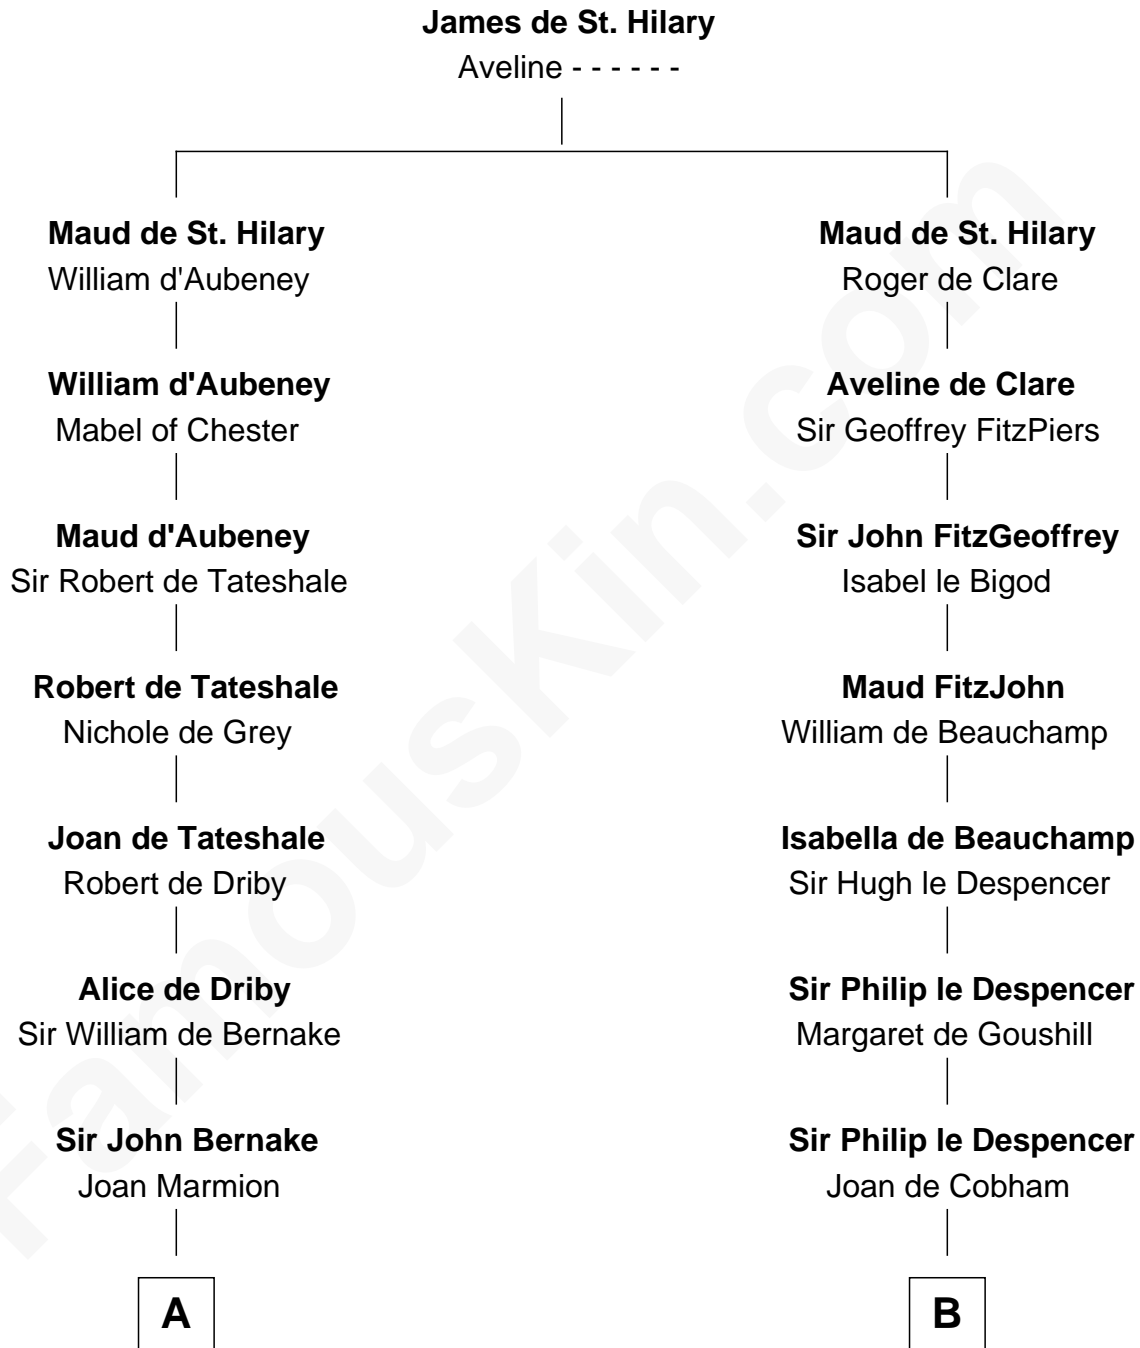 James de St. Hilary
Aveline - - - - - -
Maud de St. Hilary
William d'Aubeney
William d'Aubeney
Mabel of Chester
Maud d'Aubeney
Sir Robert de Tateshale
Robert de Tateshale
Nichole de Grey
Joan de Tateshale
Robert de Driby
Alice de Driby
Sir William de Bernake
Sir John Bernake
Joan Marmion
A
Maud de St. Hilary
Roger de Clare
Aveline de Clare
Sir Geoffrey FitzPiers
Sir John FitzGeoffrey
Isabel le Bigod
Maud FitzJohn
William de Beauchamp
Isabella de Beauchamp
Sir Hugh le Despencer
Sir Philip le Despencer
Margaret de Goushill
Sir Philip le Despencer
Joan de Cobham
B
FamousKin.com